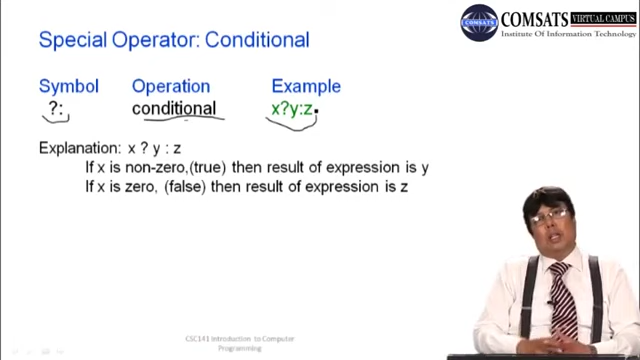 COMSATS VIRTUAL CAMPUS
Institute Of Information Technology
Special Operator: Conditional
Symbol Operation Example
?: conditional x?y:z
Explanation: x ? y : z
If x is non-zero,(true) then result of expression is y
If x is zero, (false) then result of expression is z
CSC141 Introduction to Computer
Programming